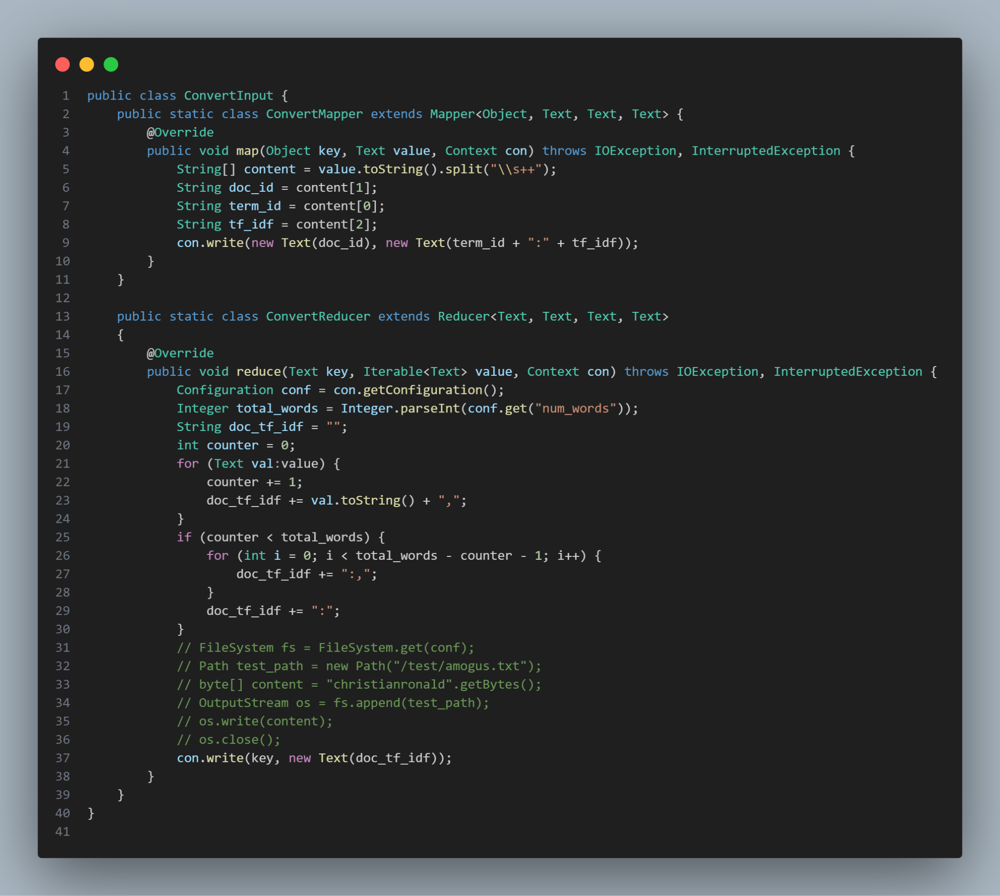 1 public class ConvertInput {
2     public static class ConvertMapper extends Mapper<Object, Text, Text, Text> {
3         @Override
4         public void map(Object key, Text value, Context con) throws IOException, InterruptedException {
5             String[] content = value.toString().split("\\s++");
6             String doc_id = content[1];
7             String term_id = content[0];
8             String tf_idf = content[2];
9             con.write(new Text(doc_id), new Text(term_id + ":" + tf_idf));
10         }
11     }
12
13     public static class ConvertReducer extends Reducer<Text, Text, Text, Text>
14     {
15         @Override
16         public void reduce(Text key, Iterable<Text> value, Context con) throws IOException, InterruptedException {
17             Configuration conf = con.getConfiguration();
18             Integer total_words = Integer.parseInt(conf.get("num_words"));
19             String doc_tf_idf = "";
20             int counter = 0;
21             for (Text val:value) {
22                 counter += 1;
23                 doc_tf_idf += val.toString() + ",";
24             }
25             if (counter < total_words) {
26                 for (int i = 0; i < total_words - counter - 1; i++) {
27                     doc_tf_idf += ":,";
28                 }
29                 doc_tf_idf += ":";
30             }
31             // FileSystem fs = FileSystem.get(conf);
32             // Path test_path = new Path("/test/amogus.txt");
33             // byte[] content = "christianronald".getBytes();
34             // OutputStream os = fs.append(test_path);
35             // os.write(content);
36             // os.close();
37             con.write(key, new Text(doc_tf_idf));
38         }
39     }
40 }
41